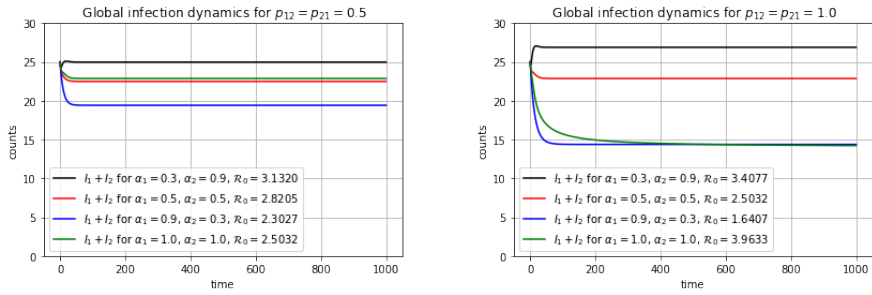 Global infection dynamics for p₁₂ = p₂₁ = 0.5
30
25
20
15
10
5
0
counts
I₁ + I₂ for α₁ = 0.3, α₂ = 0.9, ℛ₀ = 3.1320
I₁ + I₂ for α₁ = 0.5, α₂ = 0.5, ℛ₀ = 2.8205
I₁ + I₂ for α₁ = 0.9, α₂ = 0.3, ℛ₀ = 2.3027
I₁ + I₂ for α₁ = 1.0, α₂ = 1.0, ℛ₀ = 2.5032
0 200 400 600 800 1000
time
Global infection dynamics for p₁₂ = p₂₁ = 1.0
30
25
20
15
10
5
0
counts
I₁ + I₂ for α₁ = 0.3, α₂ = 0.9, ℛ₀ = 3.4077
I₁ + I₂ for α₁ = 0.5, α₂ = 0.5, ℛ₀ = 2.5032
I₁ + I₂ for α₁ = 0.9, α₂ = 0.3, ℛ₀ = 1.6407
I₁ + I₂ for α₁ = 1.0, α₂ = 1.0, ℛ₀ = 3.9633
0 200 400 600 800 1000
time